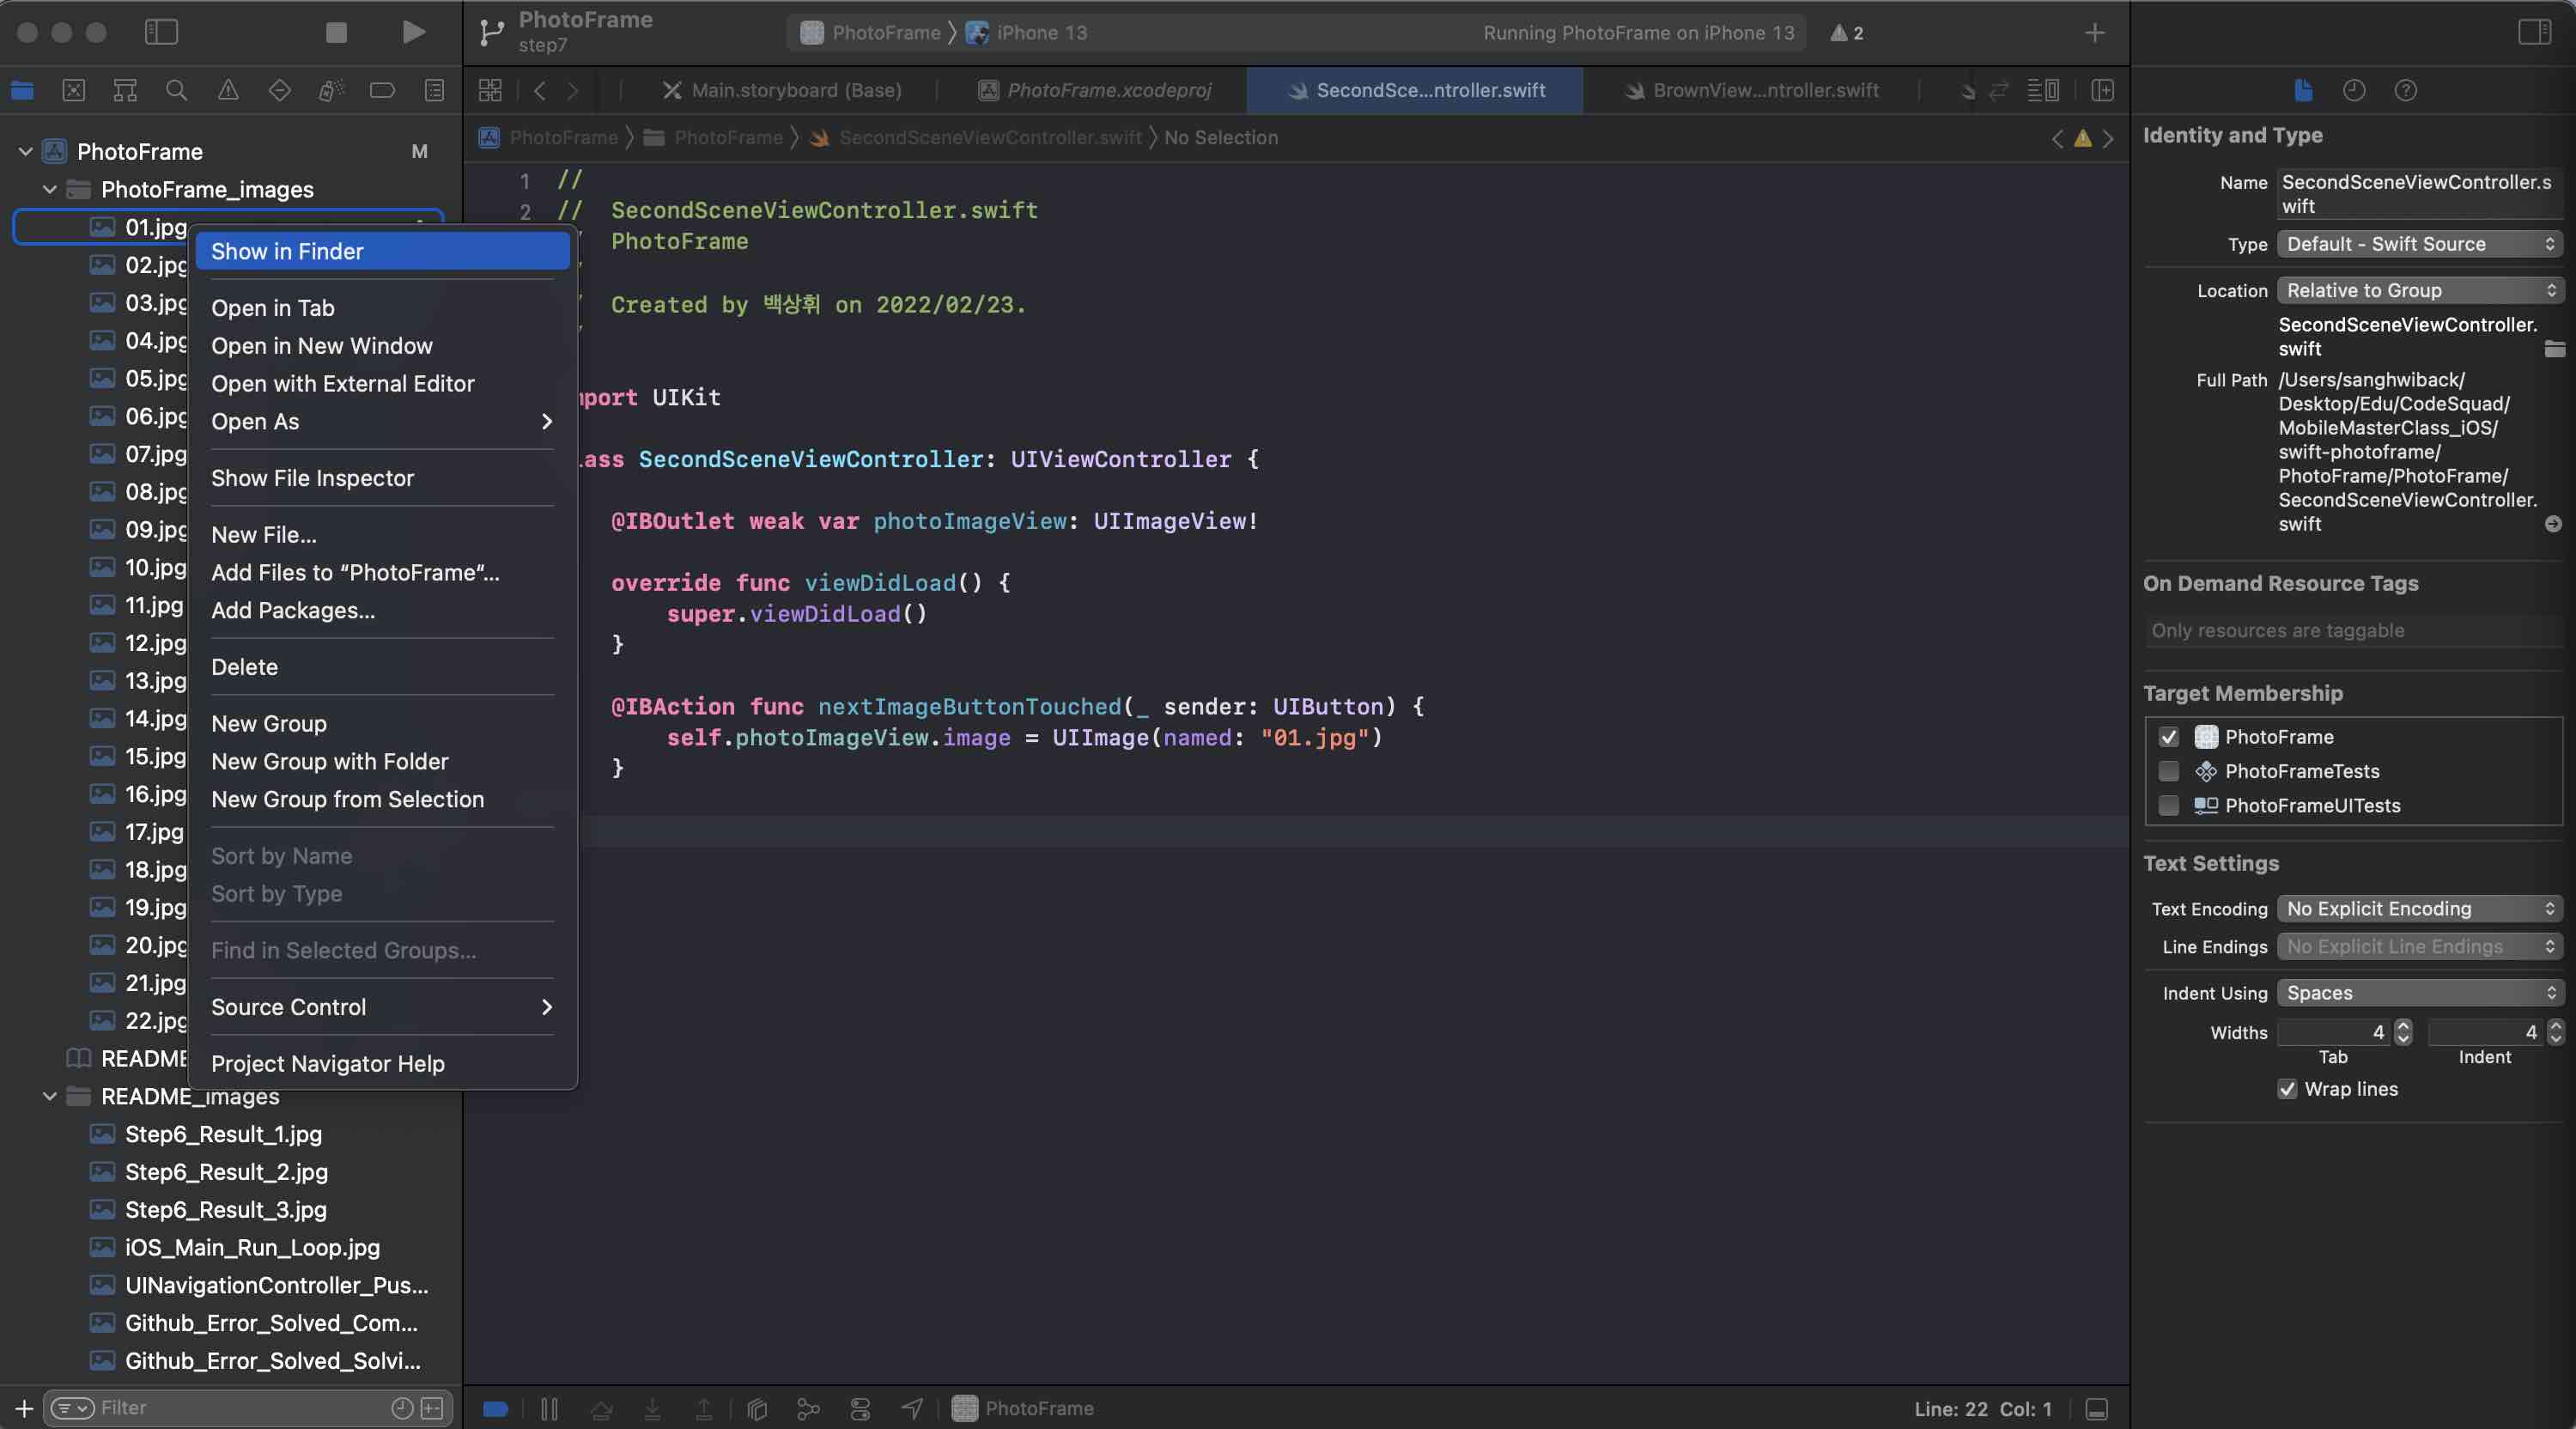 PhotoFrame
step7
PhotoFrame 〉 iPhone 13
Running PhotoFrame on iPhone 13
2
Main.storyboard (Base)
PhotoFrame.xcodeproj
SecondSce...ntroller.swift
BrownView...ntroller.swift
PhotoFrame 〉 PhotoFrame 〉 SecondSceneViewController.swift 〉 No Selection
PhotoFrame M
PhotoFrame_images
01.jpg
02.jpg
03.jpg
04.jpg
05.jpg
06.jpg
07.jpg
08.jpg
09.jpg
10.jpg
11.jpg
12.jpg
13.jpg
14.jpg
15.jpg
16.jpg
17.jpg
18.jpg
19.jpg
20.jpg
21.jpg
22.jpg
README
README_images
Step6_Result_1.jpg
Step6_Result_2.jpg
Step6_Result_3.jpg
iOS_Main_Run_Loop.jpg
UINavigationController_Pus...
Github_Error_Solved_Com...
Github_Error_Solved_Solvi...
Filter
Show in Finder
Open in Tab
Open in New Window
Open with External Editor
Open As
Show File Inspector
New File...
Add Files to “PhotoFrame“...
Add Packages...
Delete
New Group
New Group with Folder
New Group from Selection
Sort by Name
Sort by Type
Find in Selected Groups...
Source Control
Project Navigator Help
1 //
2 // SecondSceneViewController.swift
PhotoFrame
Created by 백상휘 on 2022/02/23.
port UIKit
ass SecondSceneViewController: UIViewController {
@IBOutlet weak var photoImageView: UIImageView!
override func viewDidLoad() {
super.viewDidLoad()
}
@IBAction func nextImageButtonTouched(_ sender: UIButton) {
self.photoImageView.image = UIImage(named: "01.jpg")
}
PhotoFrame
Line: 22 Col: 1
Identity and Type
Name SecondSceneViewController.s
wift
Type Default - Swift Source
Location Relative to Group
SecondSceneViewController.
swift
Full Path /Users/sanghwiback/
Desktop/Edu/CodeSquad/
MobileMasterClass_iOS/
swift-photoframe/
PhotoFrame/PhotoFrame/
SecondSceneViewController.
swift
On Demand Resource Tags
Only resources are taggable
Target Membership
PhotoFrame
PhotoFrameTests
PhotoFrameUITests
Text Settings
Text Encoding No Explicit Encoding
Line Endings No Explicit Line Endings
Indent Using Spaces
Widths 4 4
Tab Indent
Wrap lines